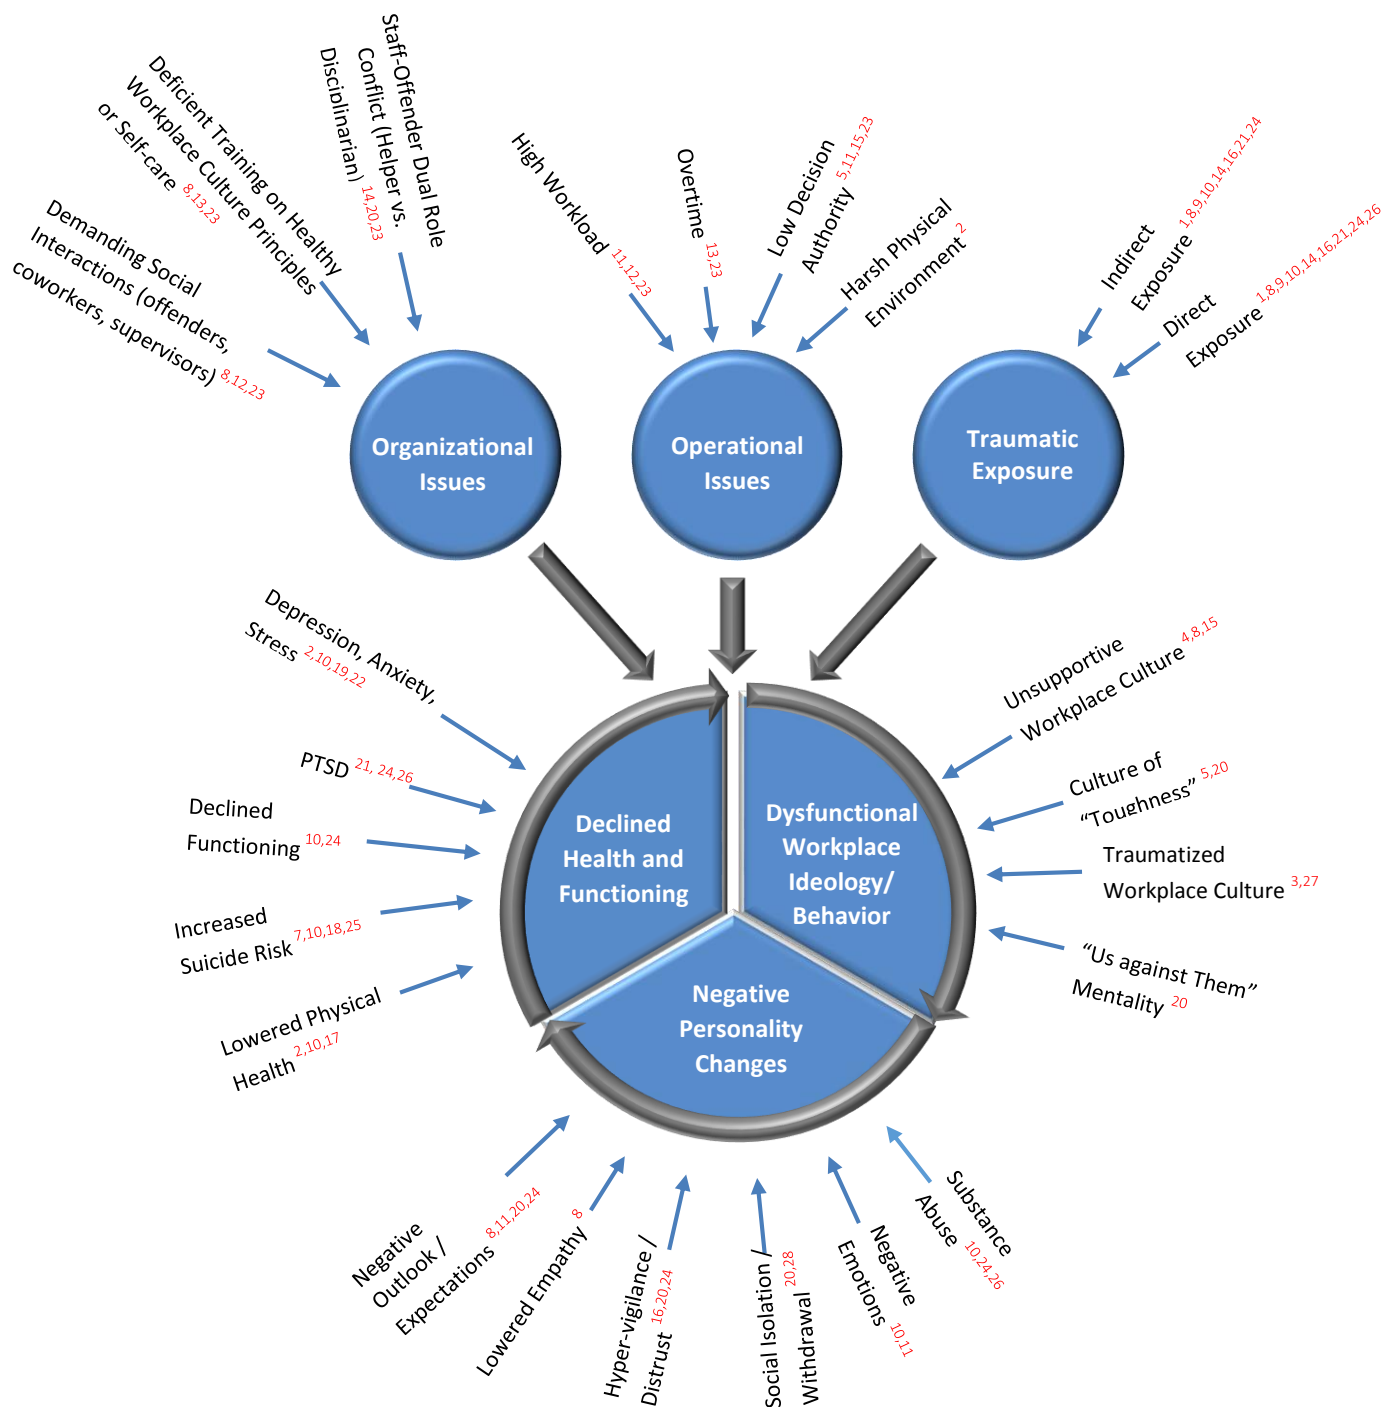 Staff-Offender Dual Role
Conflict (Helper vs.
Disciplinarian) 14,20,23
Deficient Training on Healthy
Workplace Culture Principles
or Self-care 8,13,23
Demanding Social
Interactions (offenders,
coworkers, supervisors) 8,12,23
High Workload 11,12,23
Overtime 13,23
Low Decision
Authority 5,11,15,23
Harsh Physical
Environment 2
Indirect
Exposure 1,8,9,10,14,16,21,24
Direct
Exposure 1,8,9,10,14,16,21,24,26
Organizational
Issues
Operational
Issues
Traumatic
Exposure
Depression, Anxiety,
Stress 2,10,19,22
PTSD 21, 24,26
Declined
Functioning 10,24
Increased
Suicide Risk 7,10,18,25
Lowered Physical
Health 2,10,17
Declined
Health and
Functioning
Dysfunctional
Workplace
Ideology/
Behavior
Negative
Personality
Changes
Unsupportive
Workplace Culture 4,8,15
Culture of
“Toughness” 5,20
Traumatized
Workplace Culture 3,27
“Us against Them”
Mentality 20
Negative
Outlook /
Expectations 8,11,20,24
Lowered Empathy 8
Hyper-vigilance /
Distrust 16,20,24
Social Isolation /
Withdrawal 20,28
Negative
Emotions 10,11
Substance
Abuse 10,24,26